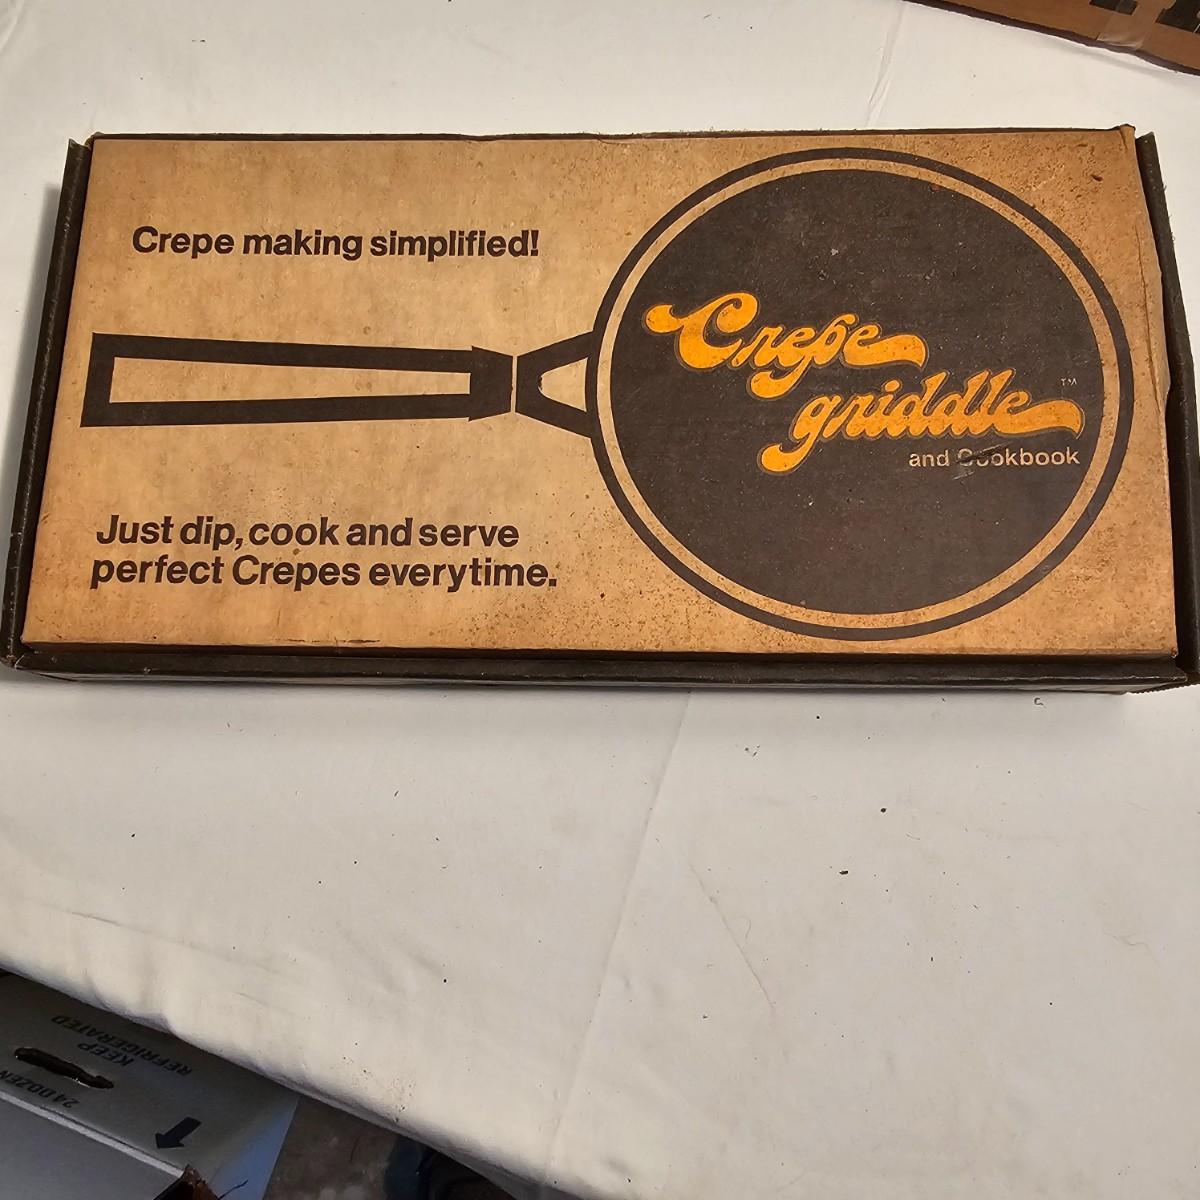 Crepe making simplified!
Crepe
griddle
TM
and Cookbook
Just dip, cook and serve
perfect Crepes everytime.
KEEP
REFRIGERATED
24 DOZEN